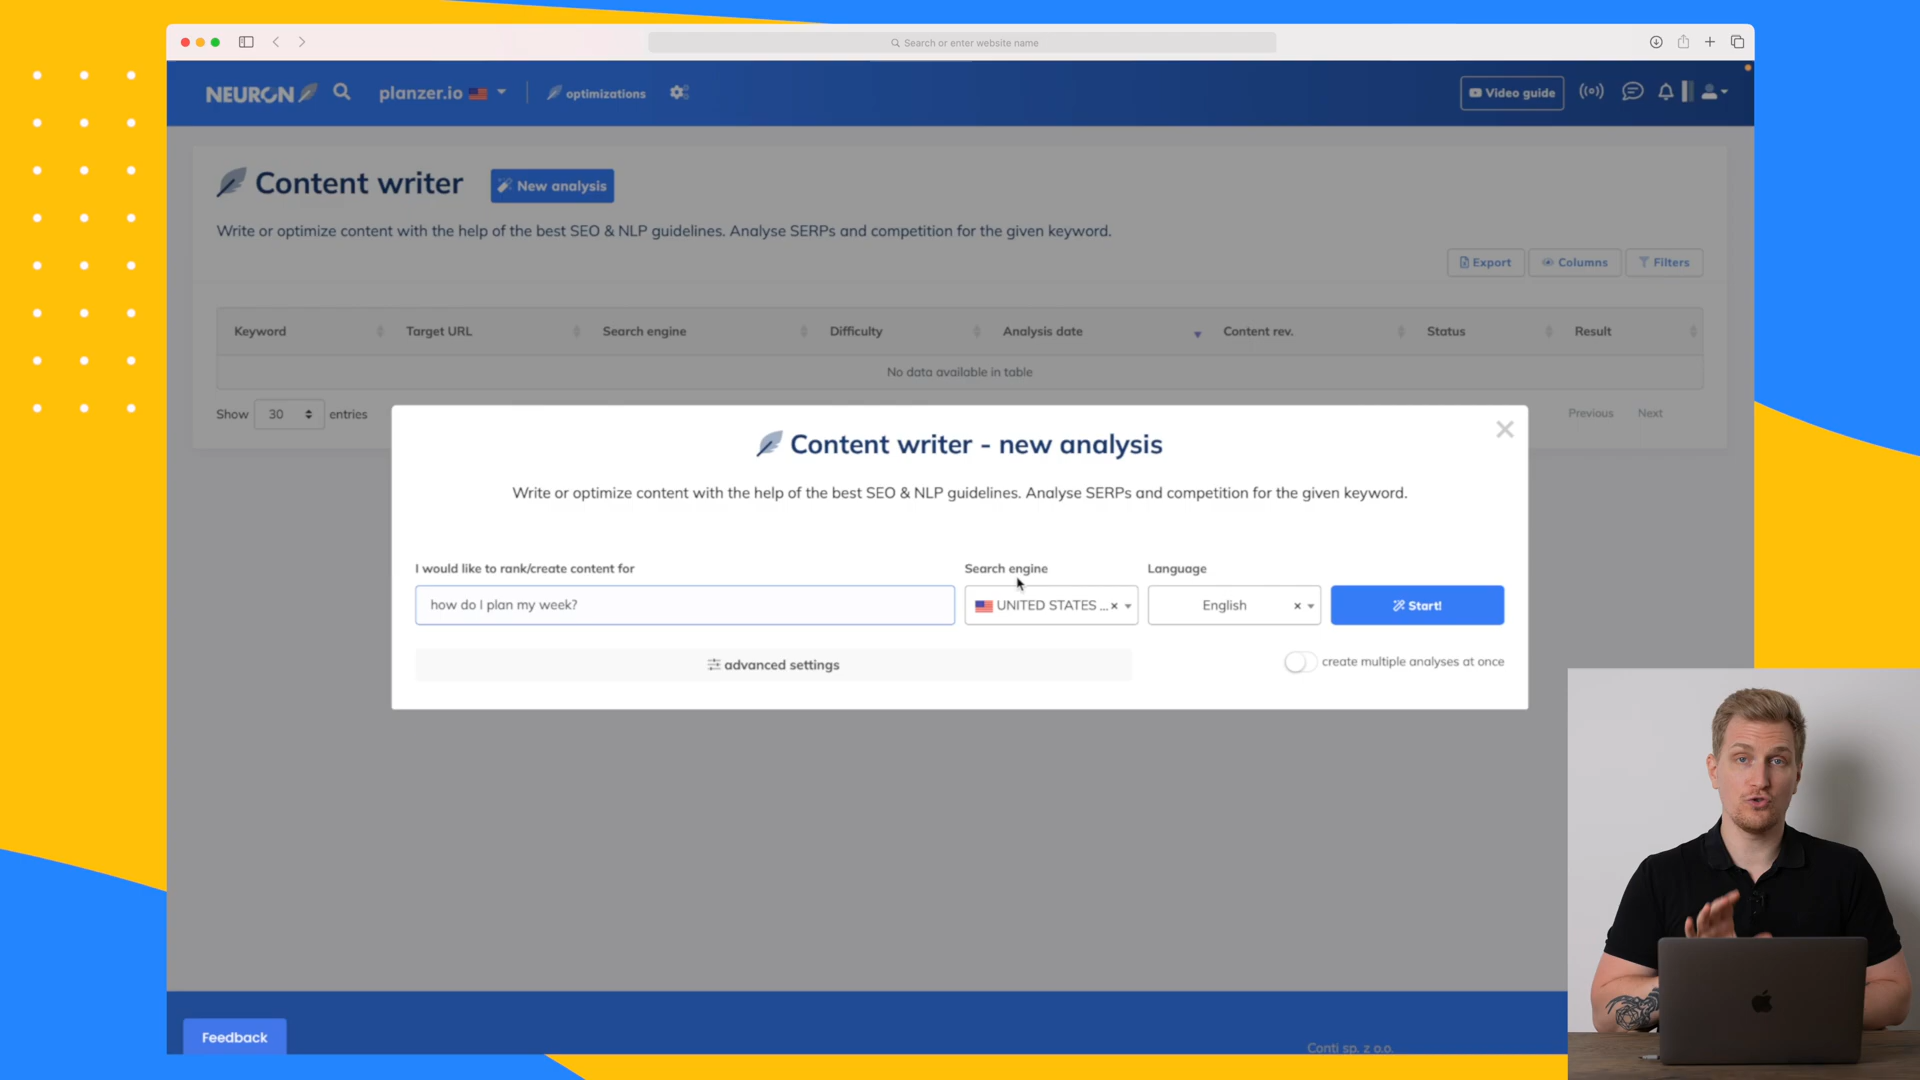 Search or enter website name
NEURON
planzer.io
optimizations
Video guide
Content writer
New analysis
Write or optimize content with the help of the best SEO & NLP guidelines. Analyse SERPs and competition for the given keyword.
Export
Columns
Filters
Keyword
Target URL
Search engine
Difficulty
Analysis date
Content rev.
Status
Result
No data available in table
Show 30 entries
Previous
Next
Content writer - new analysis
Write or optimize content with the help of the best SEO & NLP guidelines. Analyse SERPs and competition for the given keyword.
I would like to rank/create content for
Search engine
Language
how do I plan my week?
UNITED STATES ...
English
Start!
advanced settings
create multiple analyses at once
Feedback
Conti sp. z o.o.